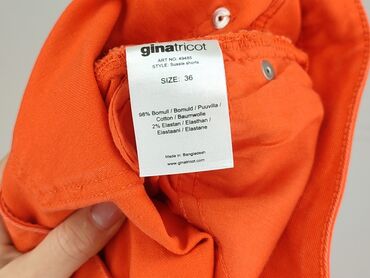 ginatricot
ART NO: 49485
STYLE: Sussie shorts
SIZE: 36
98% Bomull / Bomuld / Puuvilla /
Cotton / Baumwolle
2% Elastan / Elasthan /
Elastaani / Elastane
Made in: Bangladesh
www.ginatricot.com